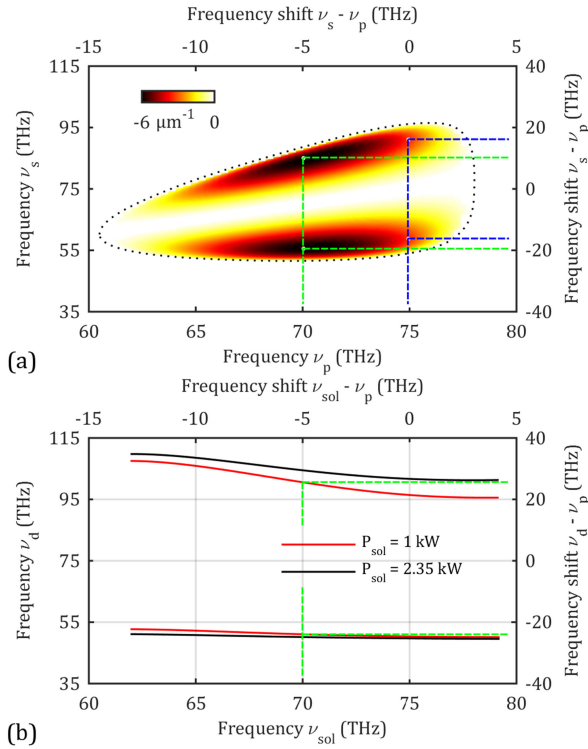 Frequency shift ν_s - ν_p (THz)
-15 -10 -5 0 5
115 95 75 55 35
Frequency ν_s (THz)
-6 μm⁻¹ 0
40 20 0 -20 -40
Frequency shift ν_s - ν_p (THz)
60 65 70 75 80
(a)
Frequency ν_p (THz)
Frequency shift ν_sol - ν_p (THz)
-15 -10 -5 0 5
115 95 75 55 35
Frequency ν_d (THz)
P_sol = 1 kW
P_sol = 2.35 kW
40 20 0 -20 -40
Frequency shift ν_d - ν_p (THz)
60 65 70 75 80
(b)
Frequency ν_sol (THz)